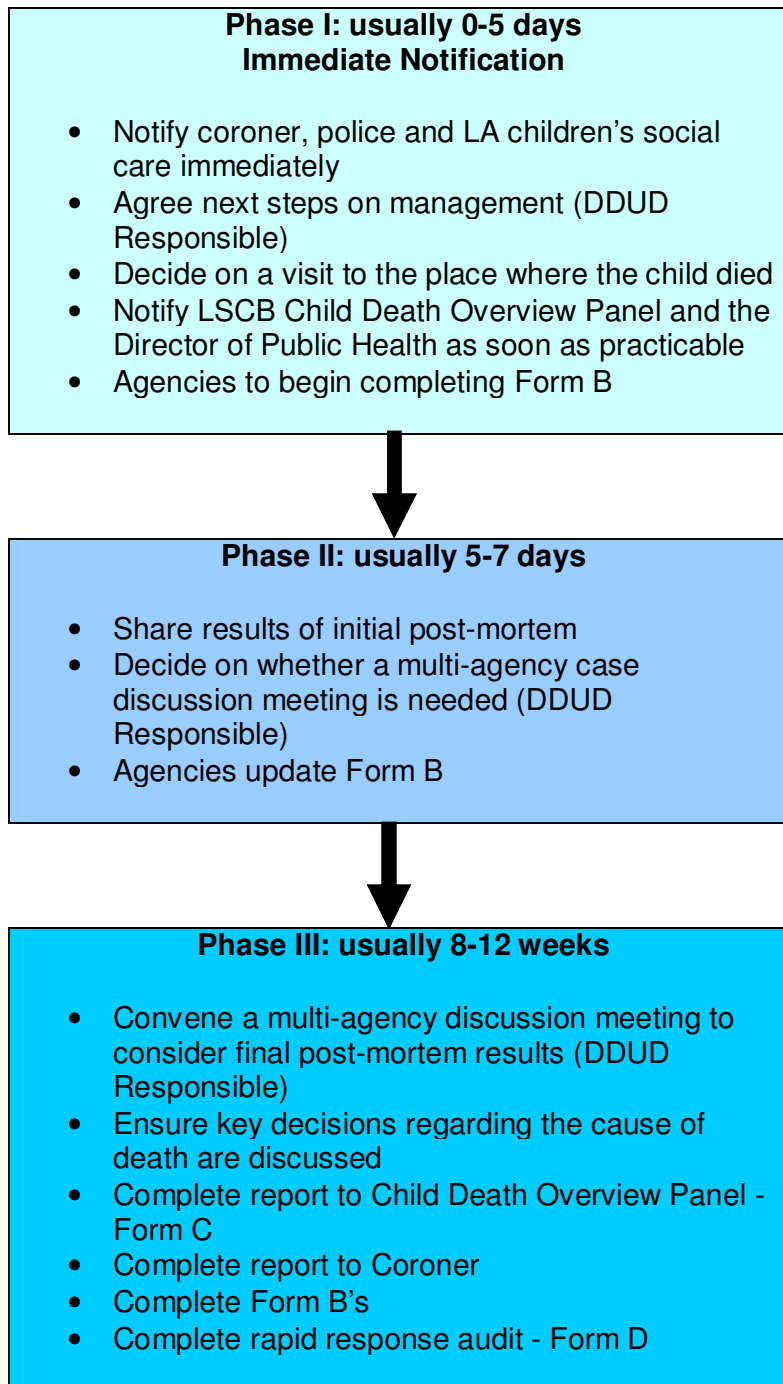 Phase I: usually 0-5 days
Immediate Notification
• Notify coroner, police and LA children’s social
care immediately
• Agree next steps on management (DDUD
Responsible)
• Decide on a visit to the place where the child died
• Notify LSCB Child Death Overview Panel and the
Director of Public Health as soon as practicable
• Agencies to begin completing Form B
Phase II: usually 5-7 days
• Share results of initial post-mortem
• Decide on whether a multi-agency case
discussion meeting is needed (DDUD
Responsible)
• Agencies update Form B
Phase III: usually 8-12 weeks
• Convene a multi-agency discussion meeting to
consider final post-mortem results (DDUD
Responsible)
• Ensure key decisions regarding the cause of
death are discussed
• Complete report to Child Death Overview Panel -
Form C
• Complete report to Coroner
• Complete Form B’s
• Complete rapid response audit - Form D